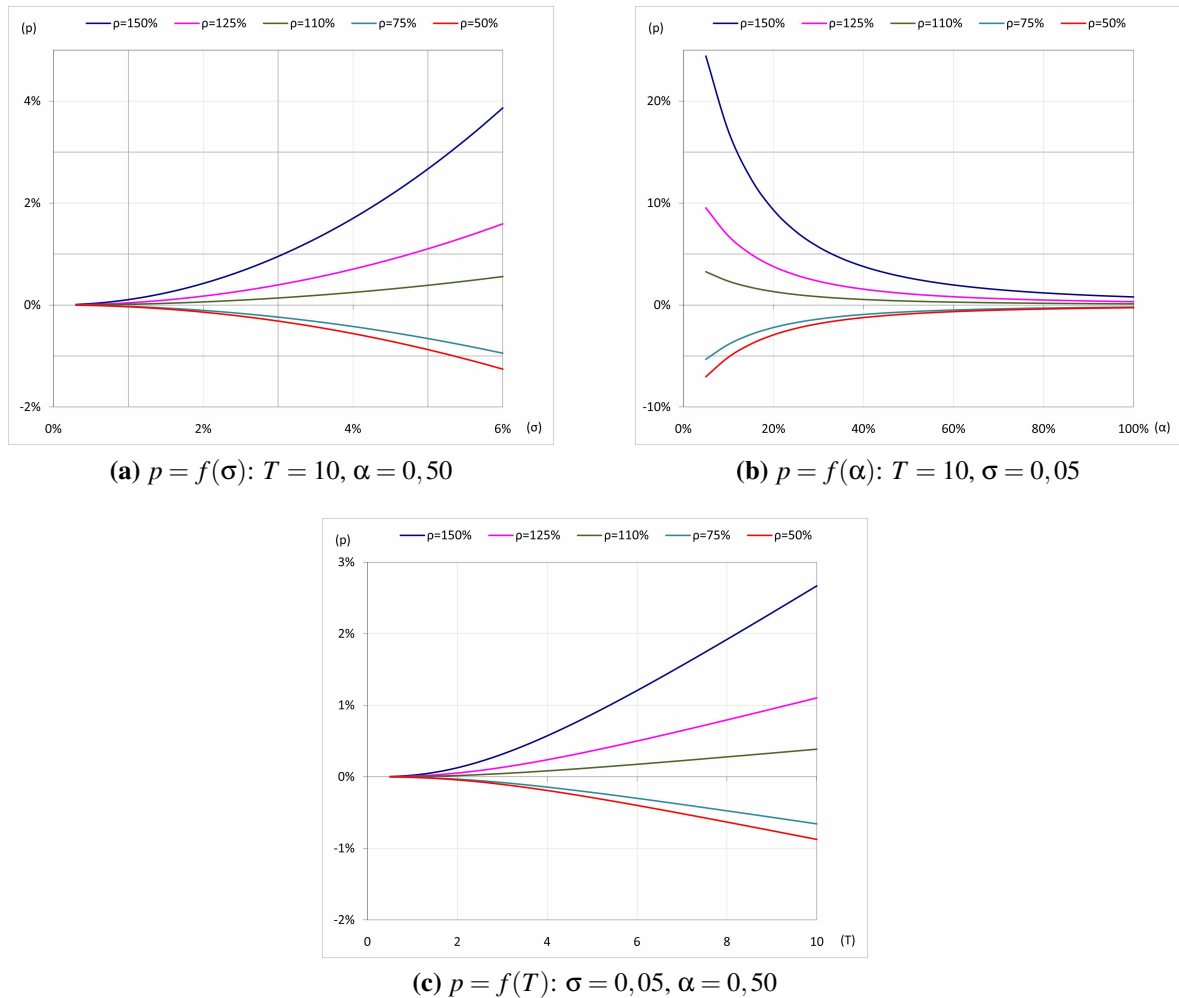 ρ=150% ρ=125% ρ=110% ρ=75% ρ=50%
(p)
4%
2%
0%
-2%
0% 2% 4% 6% (σ)
(a) p = f(σ): T = 10, α = 0,50
ρ=150% ρ=125% ρ=110% ρ=75% ρ=50%
(p)
20%
10%
0%
-10%
0% 20% 40% 60% 80% 100% (α)
(b) p = f(α): T = 10, σ = 0,05
ρ=150% ρ=125% ρ=110% ρ=75% ρ=50%
(p)
3%
2%
1%
0%
-1%
-2%
0 2 4 6 8 10 (T)
(c) p = f(T): σ = 0,05, α = 0,50